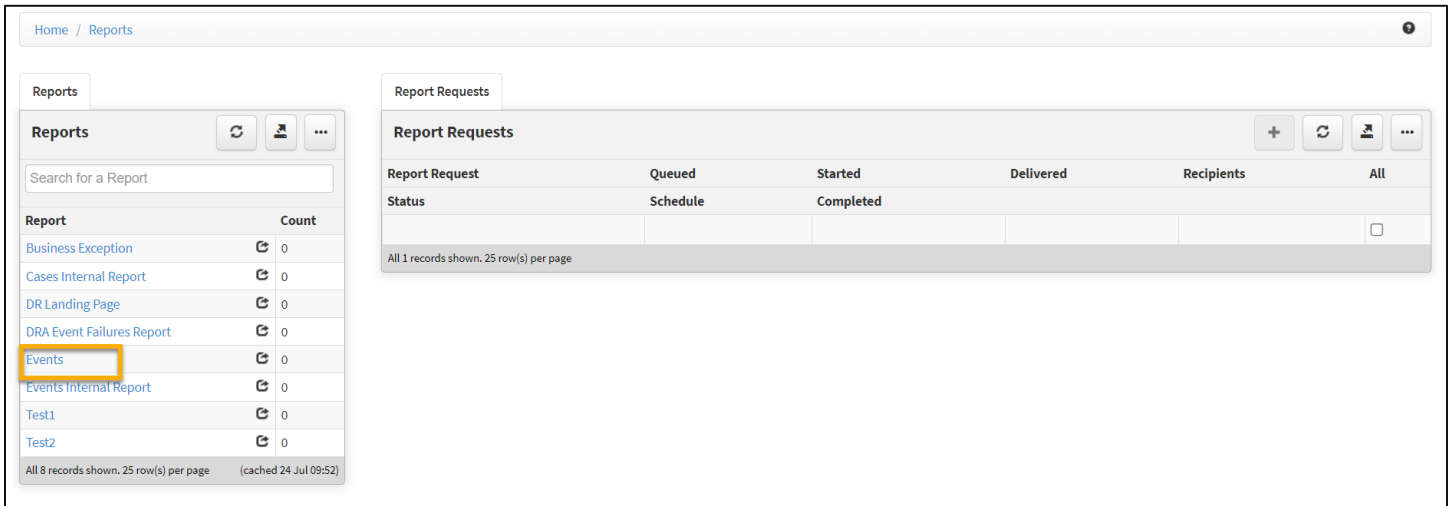 Home / Reports
Reports
Reports
Search for a Report
Report Count
Business Exception 0
Cases Internal Report 0
DR Landing Page 0
DRA Event Failures Report 0
Events 0
Events Internal Report 0
Test1 0
Test2 0
All 8 records shown. 25 row(s) per page (cached 24 Jul 09:52)
Report Requests
Report Requests
Report Request Queued Started Delivered Recipients All
Status Schedule Completed
All 1 records shown. 25 row(s) per page